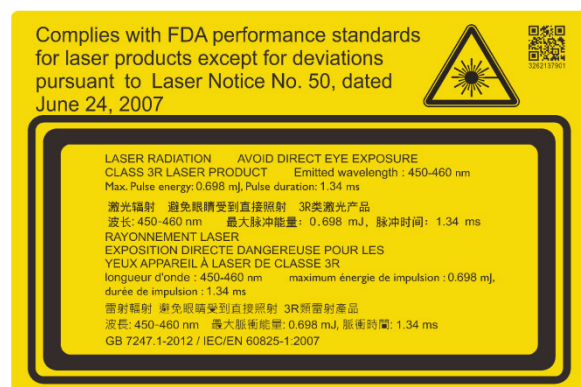 Complies with FDA performance standards
for laser products except for deviations
pursuant to Laser Notice No. 50, dated
June 24, 2007
3262137901
LASER RADIATION AVOID DIRECT EYE EXPOSURE
CLASS 3R LASER PRODUCT Emitted wavelength : 450-460 nm
Max. Pulse energy: 0.698 mJ, Pulse duration: 1.34 ms
激光辐射 避免眼睛受到直接照射 3R类激光产品
波长: 450-460 nm 最大脉冲能量：0.698 mJ，脉冲时间：1.34 ms
RAYONNEMENT LASER
EXPOSITION DIRECTE DANGEREUSE POUR LES
YEUX APPAREIL À LASER DE CLASSE 3R
longueur d'onde : 450-460 nm maximum énergie de impulsion : 0.698 mJ,
durée de impulsion : 1.34 ms
雷射輻射 避免眼睛受到直接照射 3R類雷射產品
波長: 450-460 nm 最大脈衝能量: 0.698 mJ, 脈衝時間: 1.34 ms
GB 7247.1-2012 / IEC/EN 60825-1:2007